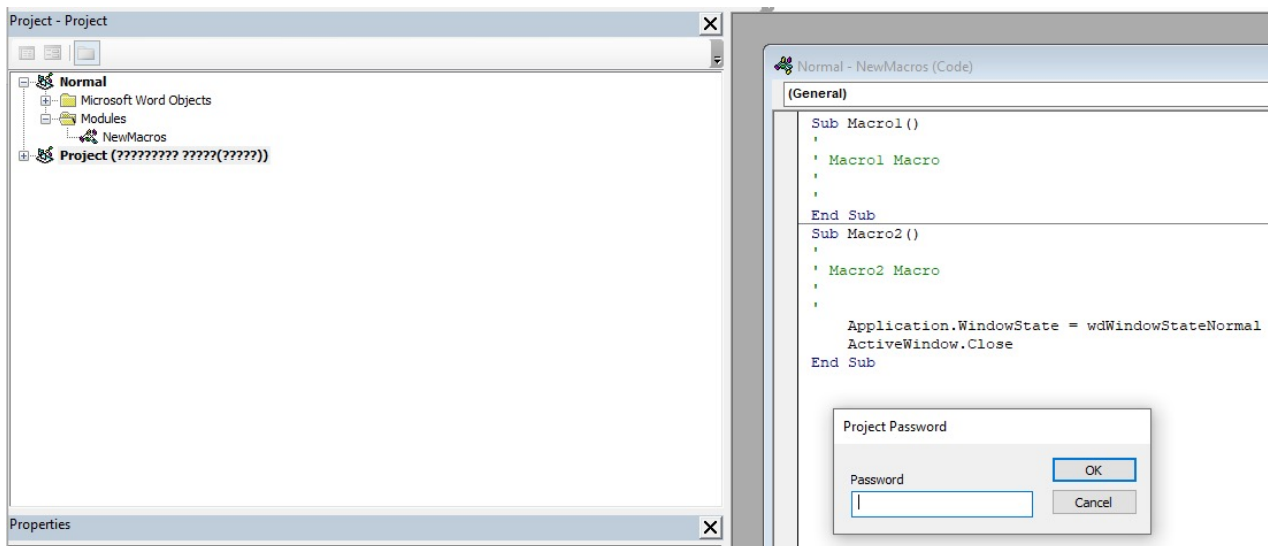 Project - Project
Normal
Microsoft Word Objects
Modules
NewMacros
Project (????????? ?????(?????))
Properties
Normal - NewMacros (Code)
(General)
Sub Macro1()
'
' Macro1 Macro
'
'
End Sub
Sub Macro2()
'
' Macro2 Macro
'
'
Application.WindowState = wdWindowStateNormal
ActiveWindow.Close
End Sub
Project Password
Password
OK
Cancel